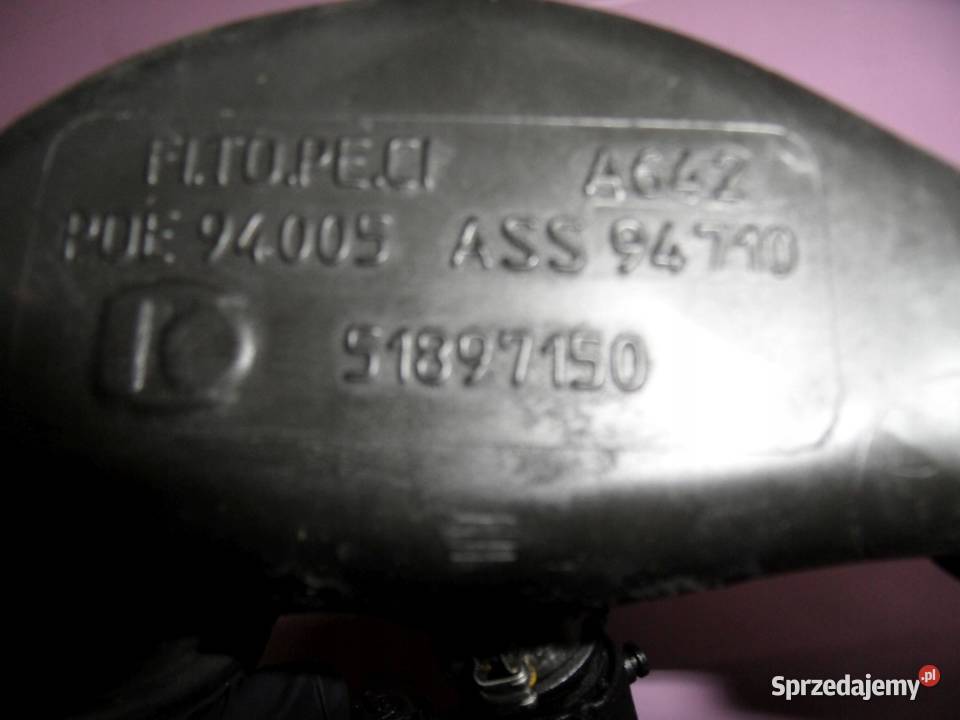 FI.TO.PE.CI A642
POE 94005 ASS 94710
51897150
Sprzedajemy.pl